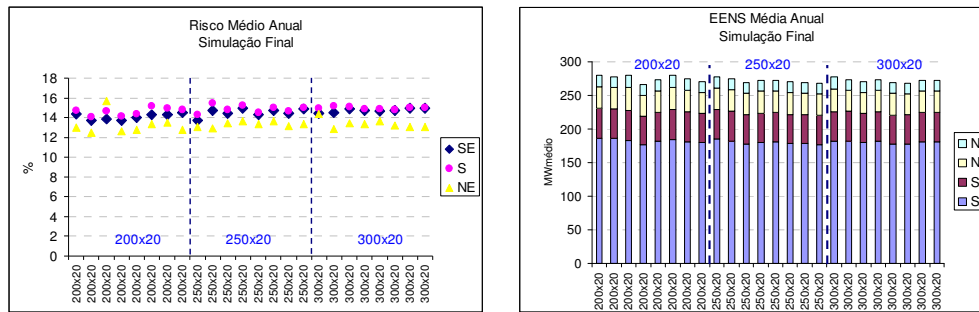 Risco Médio Anual
Simulação Final
18
16
14
12
10
8
6
4
2
0
%
200x20
250x20
300x20
200x20 200x20 200x20 200x20 200x20 200x20 200x20 200x20 250x20 250x20 250x20 250x20 250x20 250x20 250x20 250x20 300x20 300x20 300x20 300x20 300x20 300x20 300x20 300x20
SE
S
NE
EENS Média Anual
Simulação Final
300
250
200
150
100
50
0
MWmédio
200x20
250x20
300x20
200x20 200x20 200x20 200x20 200x20 200x20 200x20 200x20 250x20 250x20 250x20 250x20 250x20 250x20 250x20 250x20 300x20 300x20 300x20 300x20 300x20 300x20 300x20 300x20
N
N
S
S